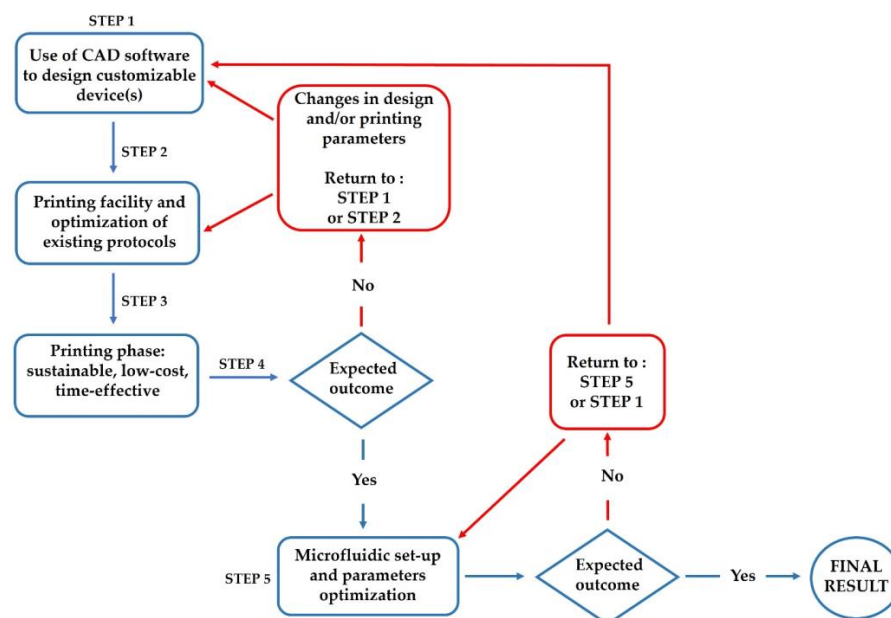 STEP 1
Use of CAD software
to design customizable
device(s)
STEP 2
Printing facility and
optimization of
existing protocols
STEP 3
Printing phase:
sustainable, low-cost,
time-effective
STEP 4
Expected
outcome
No
Changes in design
and/or printing
parameters
Return to :
STEP 1
or STEP 2
Yes
STEP 5
Microfluidic set-up
and parameters
optimization
Expected
outcome
No
Return to :
STEP 5
or STEP 1
Yes
FINAL
RESULT